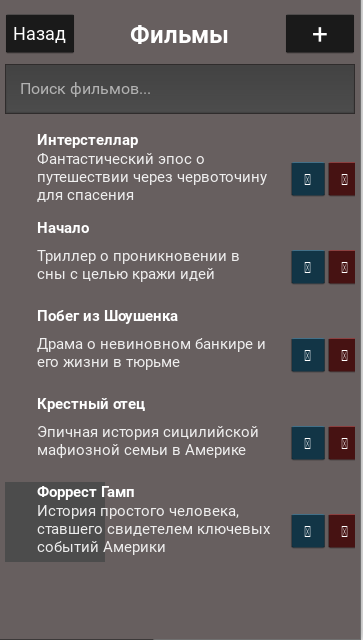 Назад
Фильмы
+
Поиск фильмов...
Интерстеллар
Фантастический эпос о
путешествии через червоточину
для спасения
Начало
Триллер о проникновении в
сны с целью кражи идей
Побег из Шоушенка
Драма о невиновном банкире и
его жизни в тюрьме
Крестный отец
Эпичная история сицилийской
мафиозной семьи в Америке
Форрест Гамп
История простого человека,
ставшего свидетелем ключевых
событий Америки